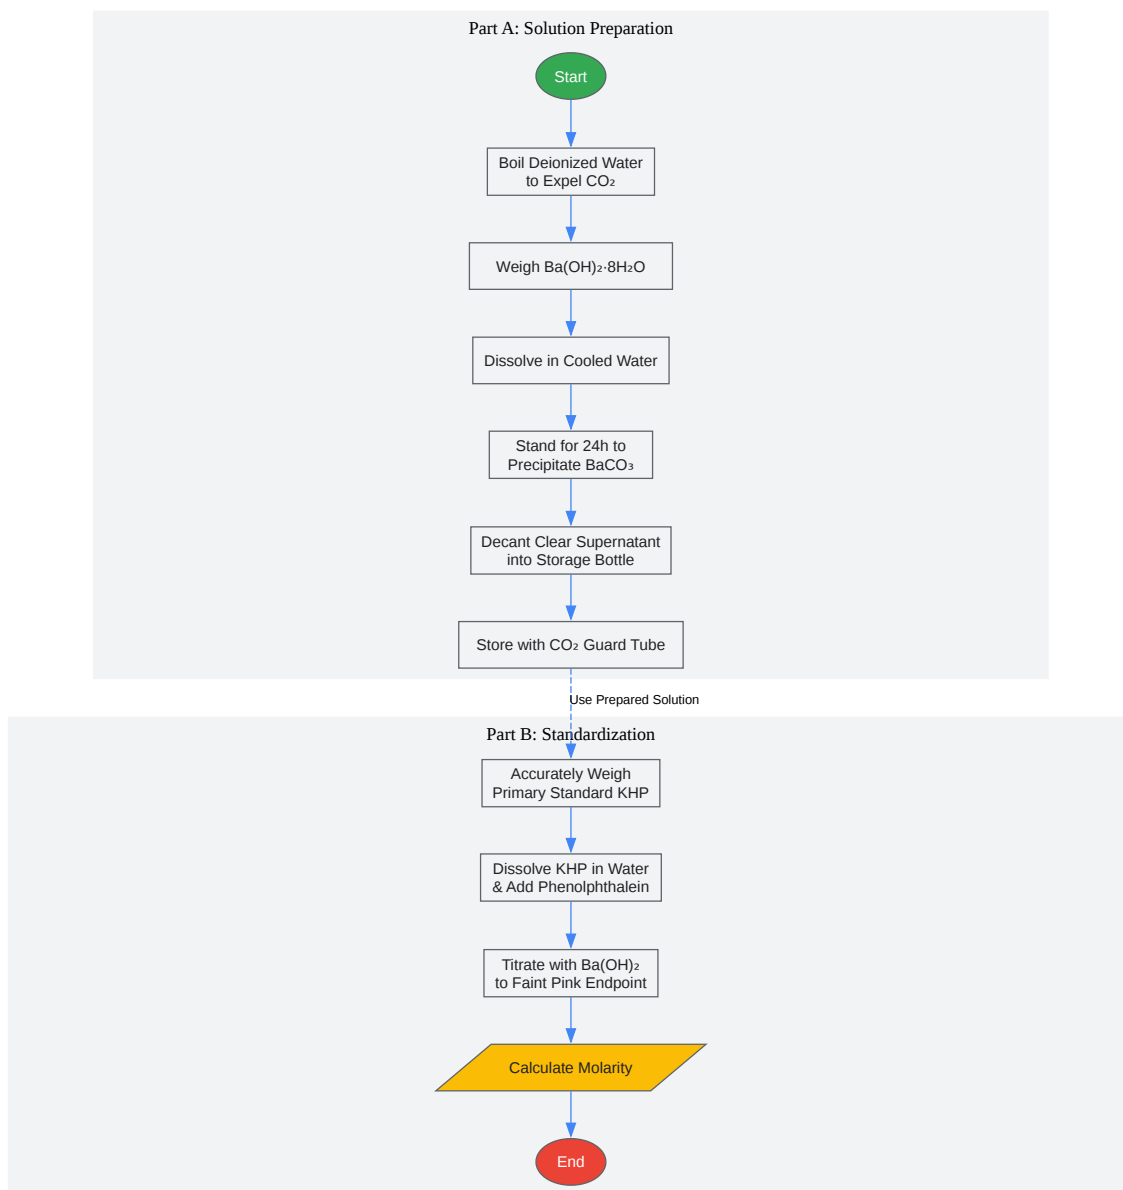 Part A: Solution Preparation
Start
Boil Deionized Water
to Expel CO₂
Weigh Ba(OH)₂·8H₂O
Dissolve in Cooled Water
Stand for 24h to
Precipitate BaCO₃
Decant Clear Supernatant
into Storage Bottle
Store with CO₂ Guard Tube
Use Prepared Solution
Part B: Standardization
Accurately Weigh
Primary Standard KHP
Dissolve KHP in Water
& Add Phenolphthalein
Titrate with Ba(OH)₂
to Faint Pink Endpoint
Calculate Molarity
End